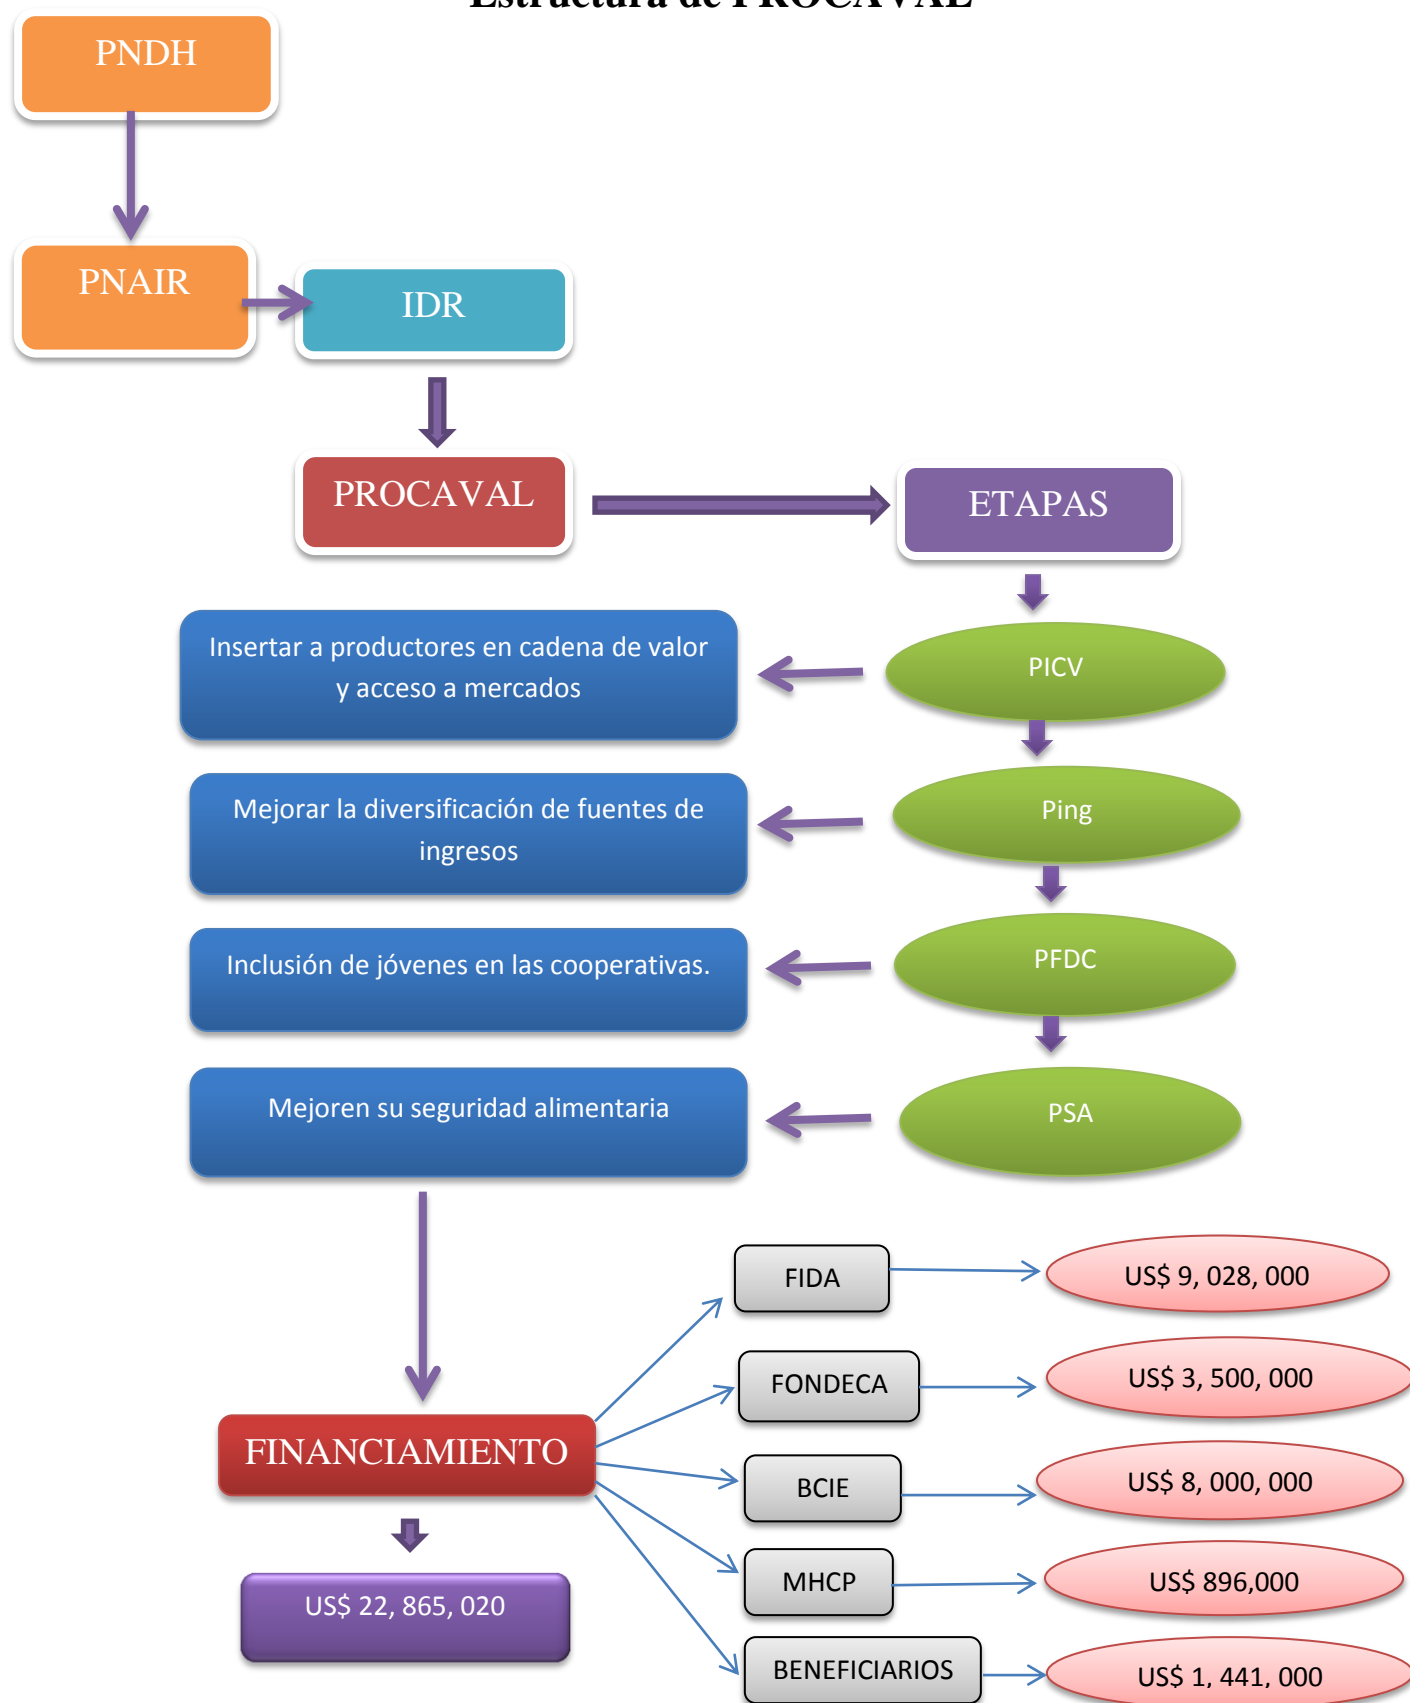 Estructura de PROCAVAL
PNDH
PNAIR
IDR
PROCAVAL
ETAPAS
Insertar a productores en cadena de valor
y acceso a mercados
PICV
Mejorar la diversificación de fuentes de
ingresos
Ping
Inclusión de jóvenes en las cooperativas.
PFDC
Mejoren su seguridad alimentaria
PSA
FIDA
US$ 9, 028, 000
FONDECA
US$ 3, 500, 000
FINANCIAMIENTO
BCIE
US$ 8, 000, 000
MHCP
US$ 896,000
US$ 22, 865, 020
BENEFICIARIOS
US$ 1, 441, 000